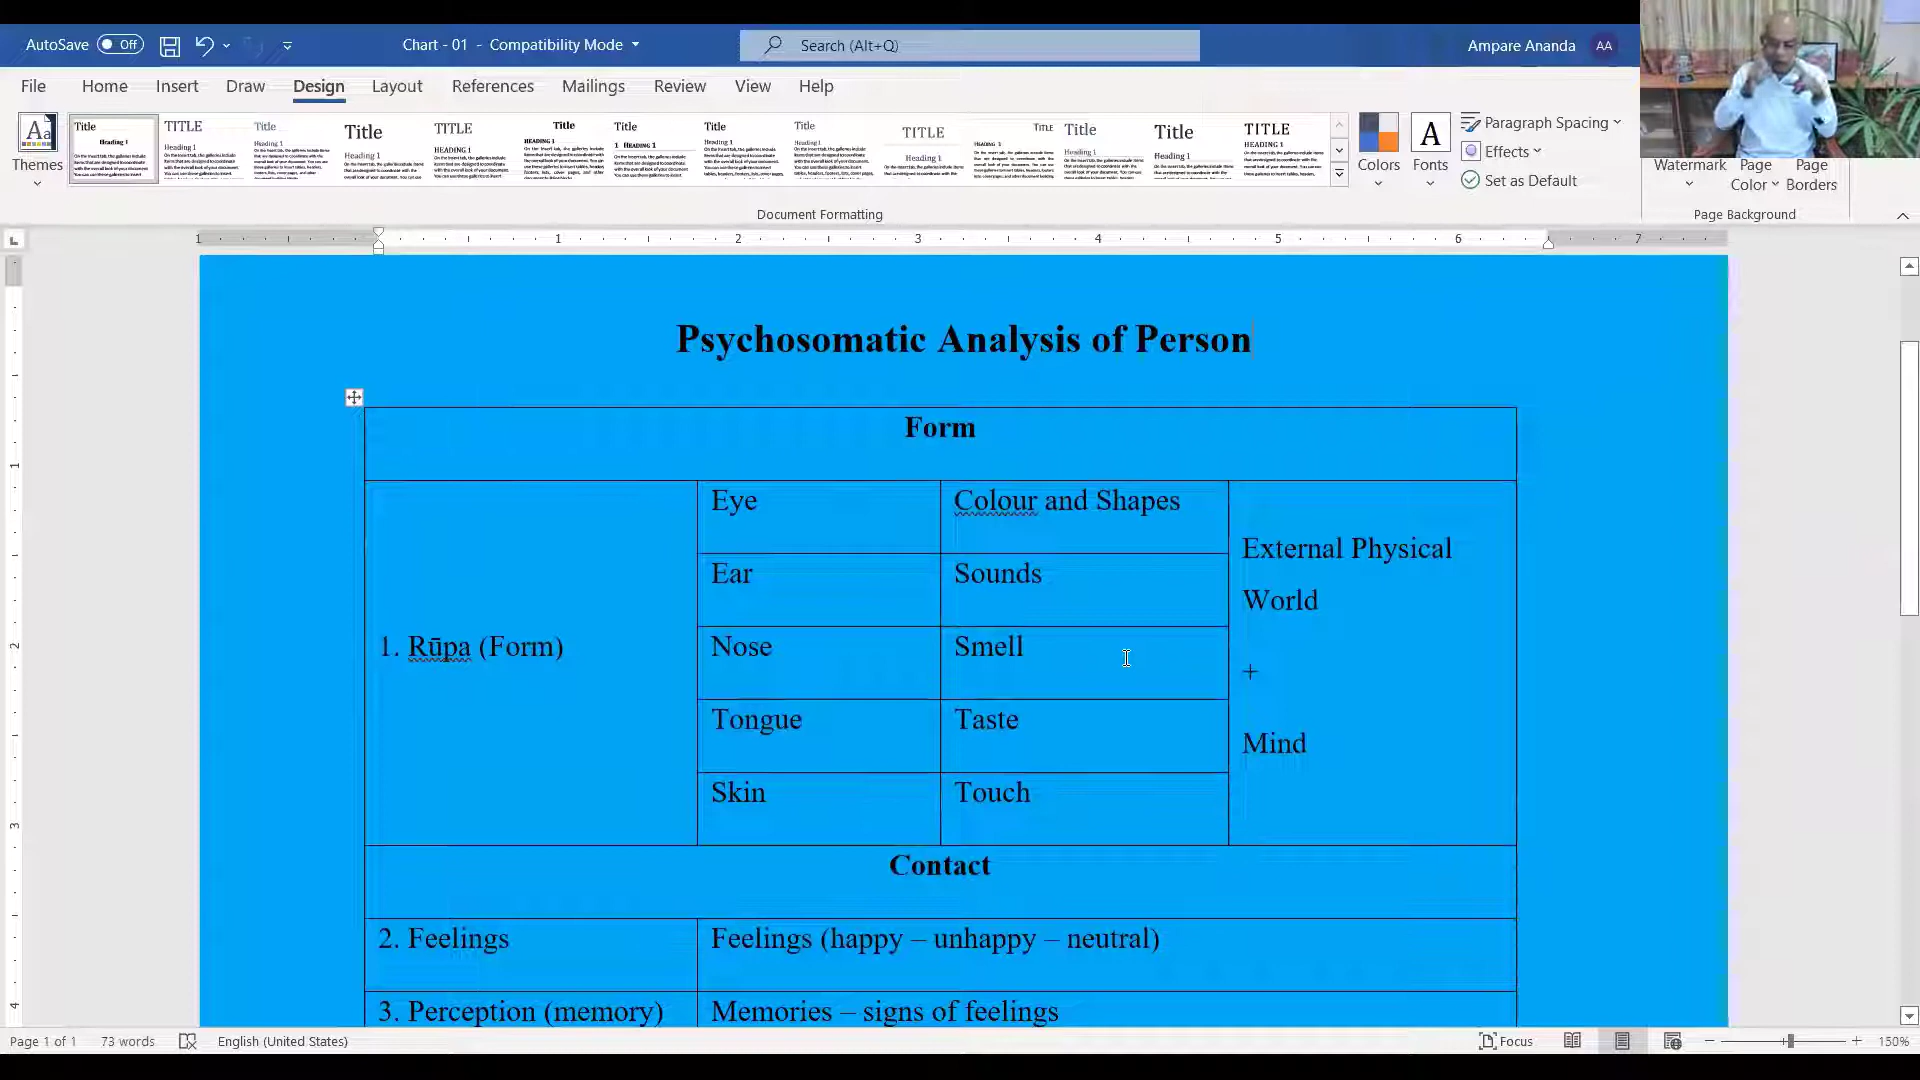 AutoSave Off
Chart - 01 - Compatibility Mode
Search (Alt+Q)
Ampare Ananda AA
File Home Insert Draw Design Layout References Mailings Review View Help
Themes
Colors
Fonts
Paragraph Spacing
Effects
Set as Default
Watermark
Page Color
Page Borders
Document Formatting
Page Background
Psychosomatic Analysis of Person
Form
1. Rūpa (Form)
Eye
Colour and Shapes
Ear
Sounds
Nose
Smell
Tongue
Taste
Skin
Touch
External Physical
World
+
Mind
Contact
2. Feelings
Feelings (happy – unhappy – neutral)
3. Perception (memory)
Memories – signs of feelings
Page 1 of 1 73 words English (United States)
Focus
150%